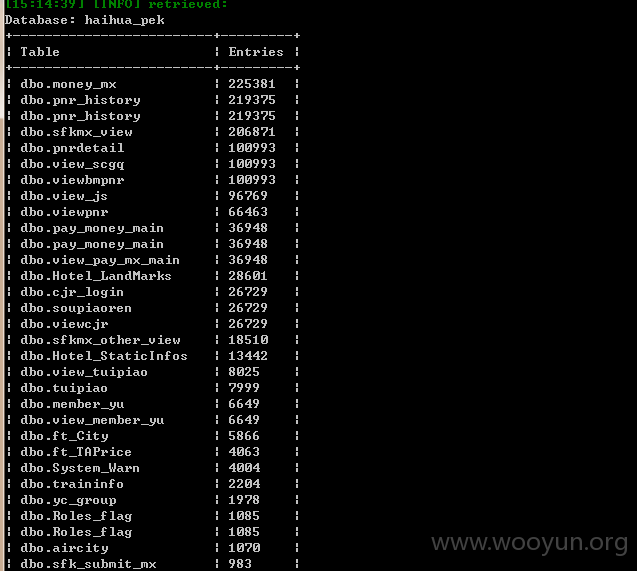 [15:14:39] [INFO] retrieved:
Database: haihua_pek
+-------------------------+---------+
| Table | Entries |
+-------------------------+---------+
| dbo.money_mx | 225381 |
| dbo.pnr_history | 219375 |
| dbo.pnr_history | 219375 |
| dbo.sfkmx_view | 206871 |
| dbo.pnrdetail | 100993 |
| dbo.view_scgq | 100993 |
| dbo.viewbmpnr | 100993 |
| dbo.view_js | 96769 |
| dbo.viewpnr | 66463 |
| dbo.pay_money_main | 36948 |
| dbo.pay_money_main | 36948 |
| dbo.view_pay_mx_main | 36948 |
| dbo.Hotel_LandMarks | 28601 |
| dbo.cjr_login | 26729 |
| dbo.soupiaoren | 26729 |
| dbo.viewcjr | 26729 |
| dbo.sfkmx_other_view | 18510 |
| dbo.Hotel_StaticInfos | 13442 |
| dbo.view_tuipiao | 8025 |
| dbo.tuipiao | 7999 |
| dbo.member_yu | 6649 |
| dbo.view_member_yu | 6649 |
| dbo.ft_City | 5866 |
| dbo.ft_TAPrice | 4063 |
| dbo.System_Warn | 4004 |
| dbo.traininfo | 2204 |
| dbo.yc_group | 1978 |
| dbo.Roles_flag | 1085 |
| dbo.Roles_flag | 1085 |
| dbo.aircity | 1070 |
| dbo.sfk_submit_mx | 983 |
www.wooyun.org